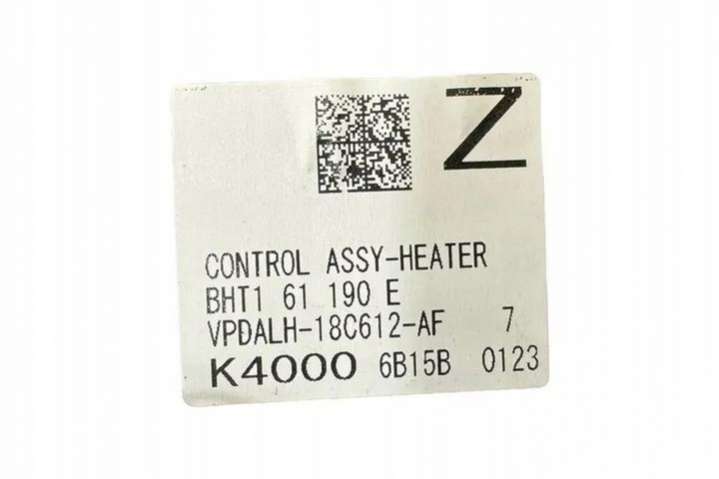 Z
CONTROL ASSY-HEATER
BHT1 61 190 E
VPDALH-18C612-AF 7
K4000 6B15B 0123